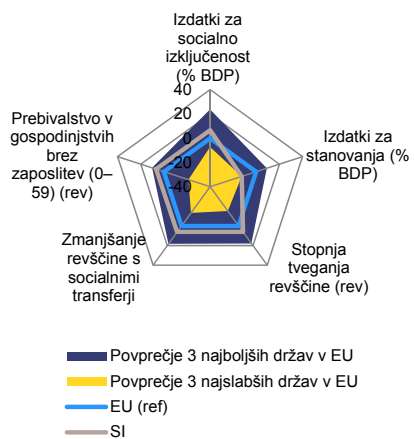 Izdatki za
socialno
izključenost
(% BDP)
40
20
0
-20
-40
Izdatki za
stanovanja (%
BDP)
Stopnja
tveganja
revščine (rev)
Zmanjšanje
revščine s
socialnimi
transferji
Prebivalstvo v
gospodinjstvih
brez
zaposlitev (0–
59) (rev)
Povprečje 3 najboljših držav v EU
Povprečje 3 najslabših držav v EU
EU (ref)
SI